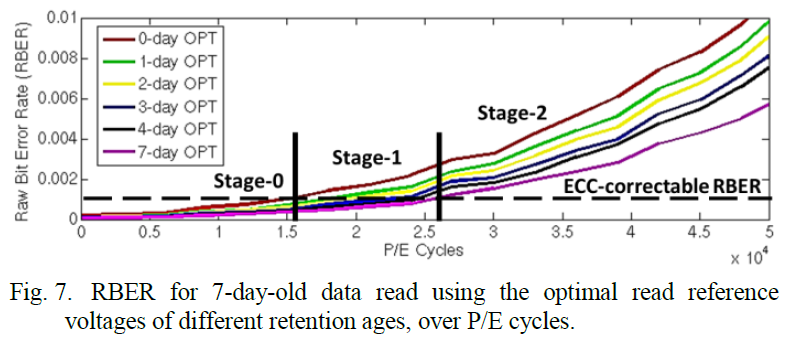 0.01
0.008
0.006
0.004
0.002
0
Raw Bit Error Rate (RBER)
0-day OPT
1-day OPT
2-day OPT
3-day OPT
4-day OPT
7-day OPT
Stage-0
Stage-1
Stage-2
ECC-correctable RBER
0 0.5 1 1.5 2 2.5 3 3.5 4 4.5 5
P/E Cycles
x 10^4
Fig. 7. RBER for 7-day-old data read using the optimal read reference
voltages of different retention ages, over P/E cycles.